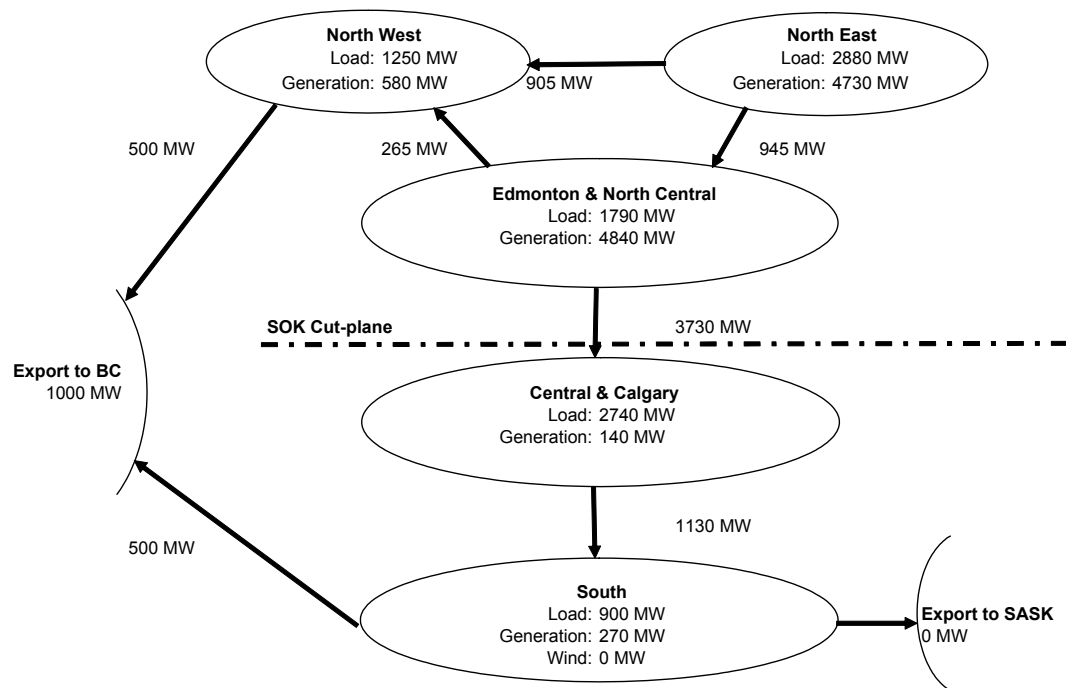 North West
Load: 1250 MW
Generation: 580 MW
905 MW
North East
Load: 2880 MW
Generation: 4730 MW
500 MW
265 MW
945 MW
Edmonton & North Central
Load: 1790 MW
Generation: 4840 MW
SOK Cut-plane
3730 MW
Export to BC
1000 MW
Central & Calgary
Load: 2740 MW
Generation: 140 MW
1130 MW
500 MW
South
Load: 900 MW
Generation: 270 MW
Wind: 0 MW
Export to SASK
0 MW